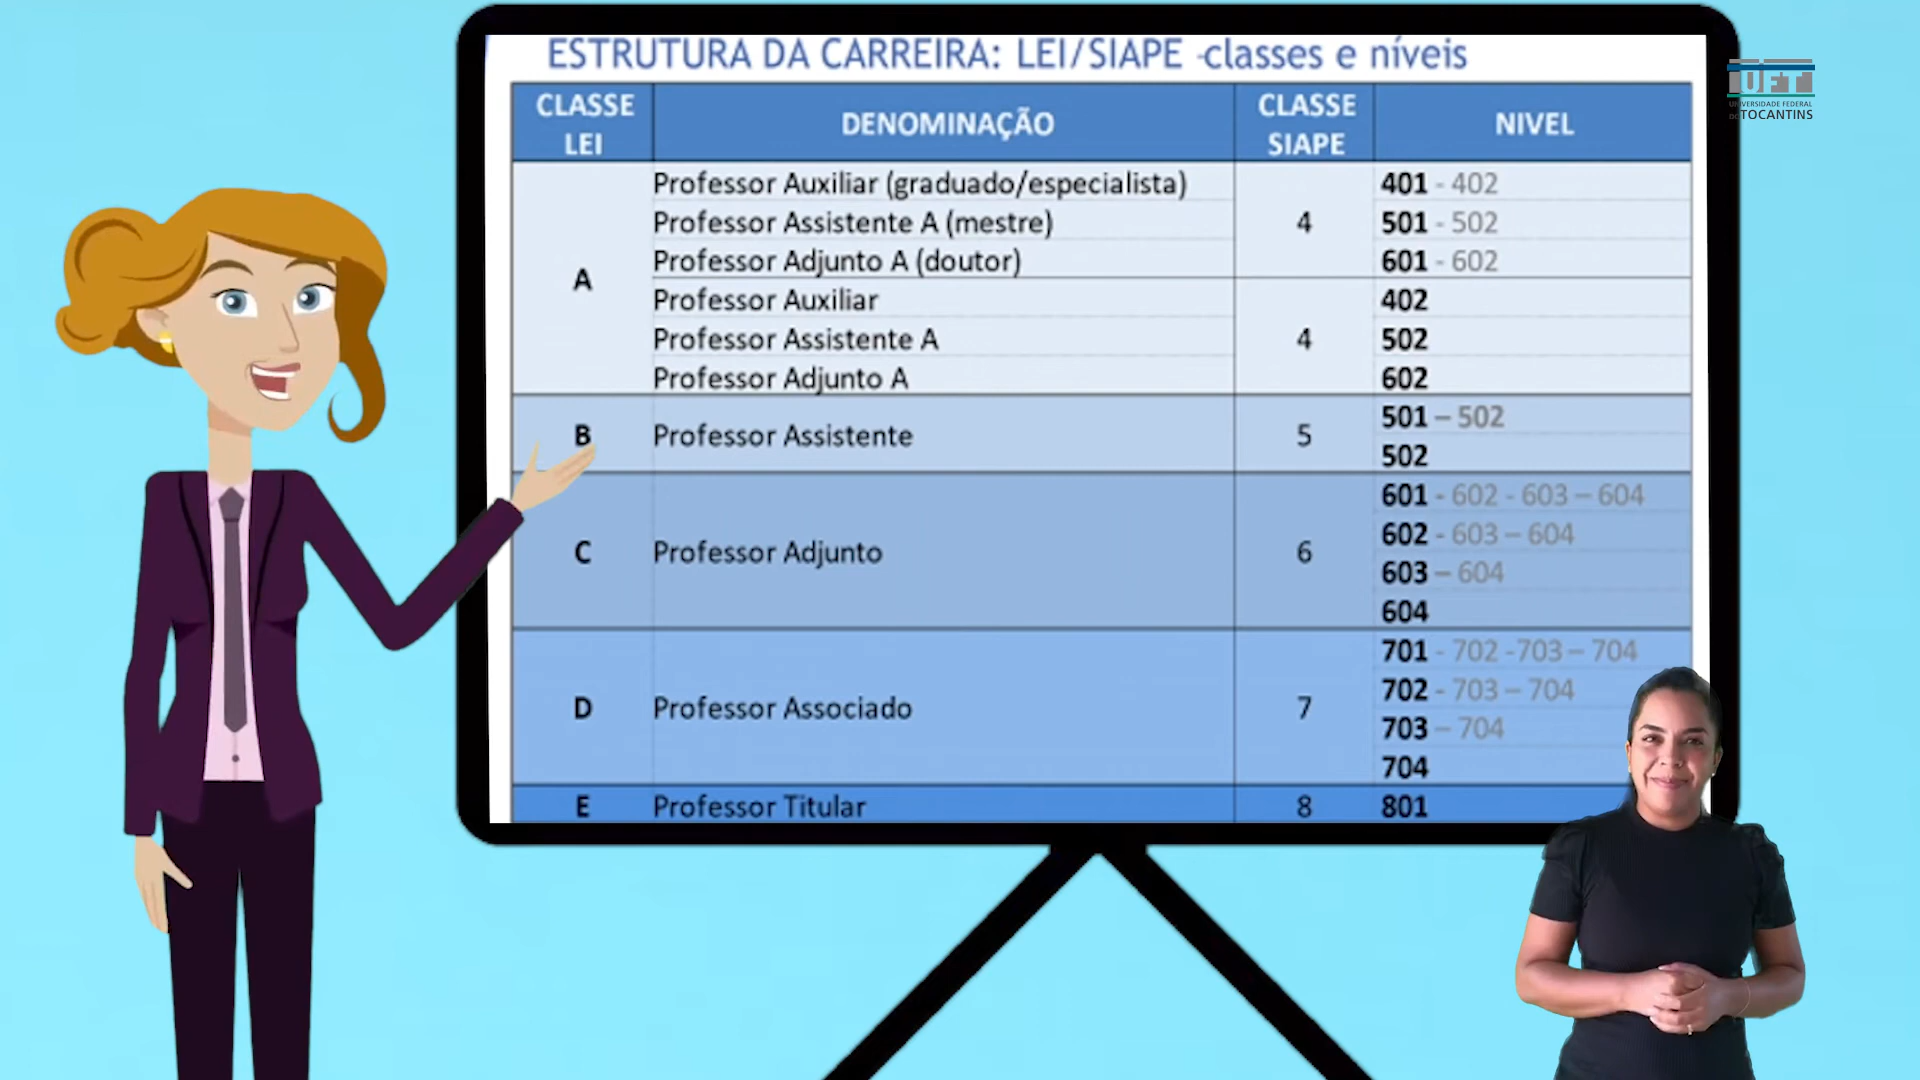 ESTRUTURA DA CARREIRA: LEI/SIAPE -classes e níveis
CLASSE LEI DENOMINAÇÃO CLASSE SIAPE NIVEL
A
Professor Auxiliar (graduado/especialista) 401 - 402
Professor Assistente A (mestre) 4 501 - 502
Professor Adjunto A (doutor) 601 - 602
Professor Auxiliar 402
Professor Assistente A 4 502
Professor Adjunto A 602
B Professor Assistente 5 501 – 502
502
C Professor Adjunto 6 601 - 602 - 603 – 604
602 - 603 – 604
603 – 604
604
D Professor Associado 7 701 - 702 -703 – 704
702 - 703 – 704
703 – 704
704
E Professor Titular 8 801
UFT
UNIVERSIDADE FEDERAL
DO TOCANTINS